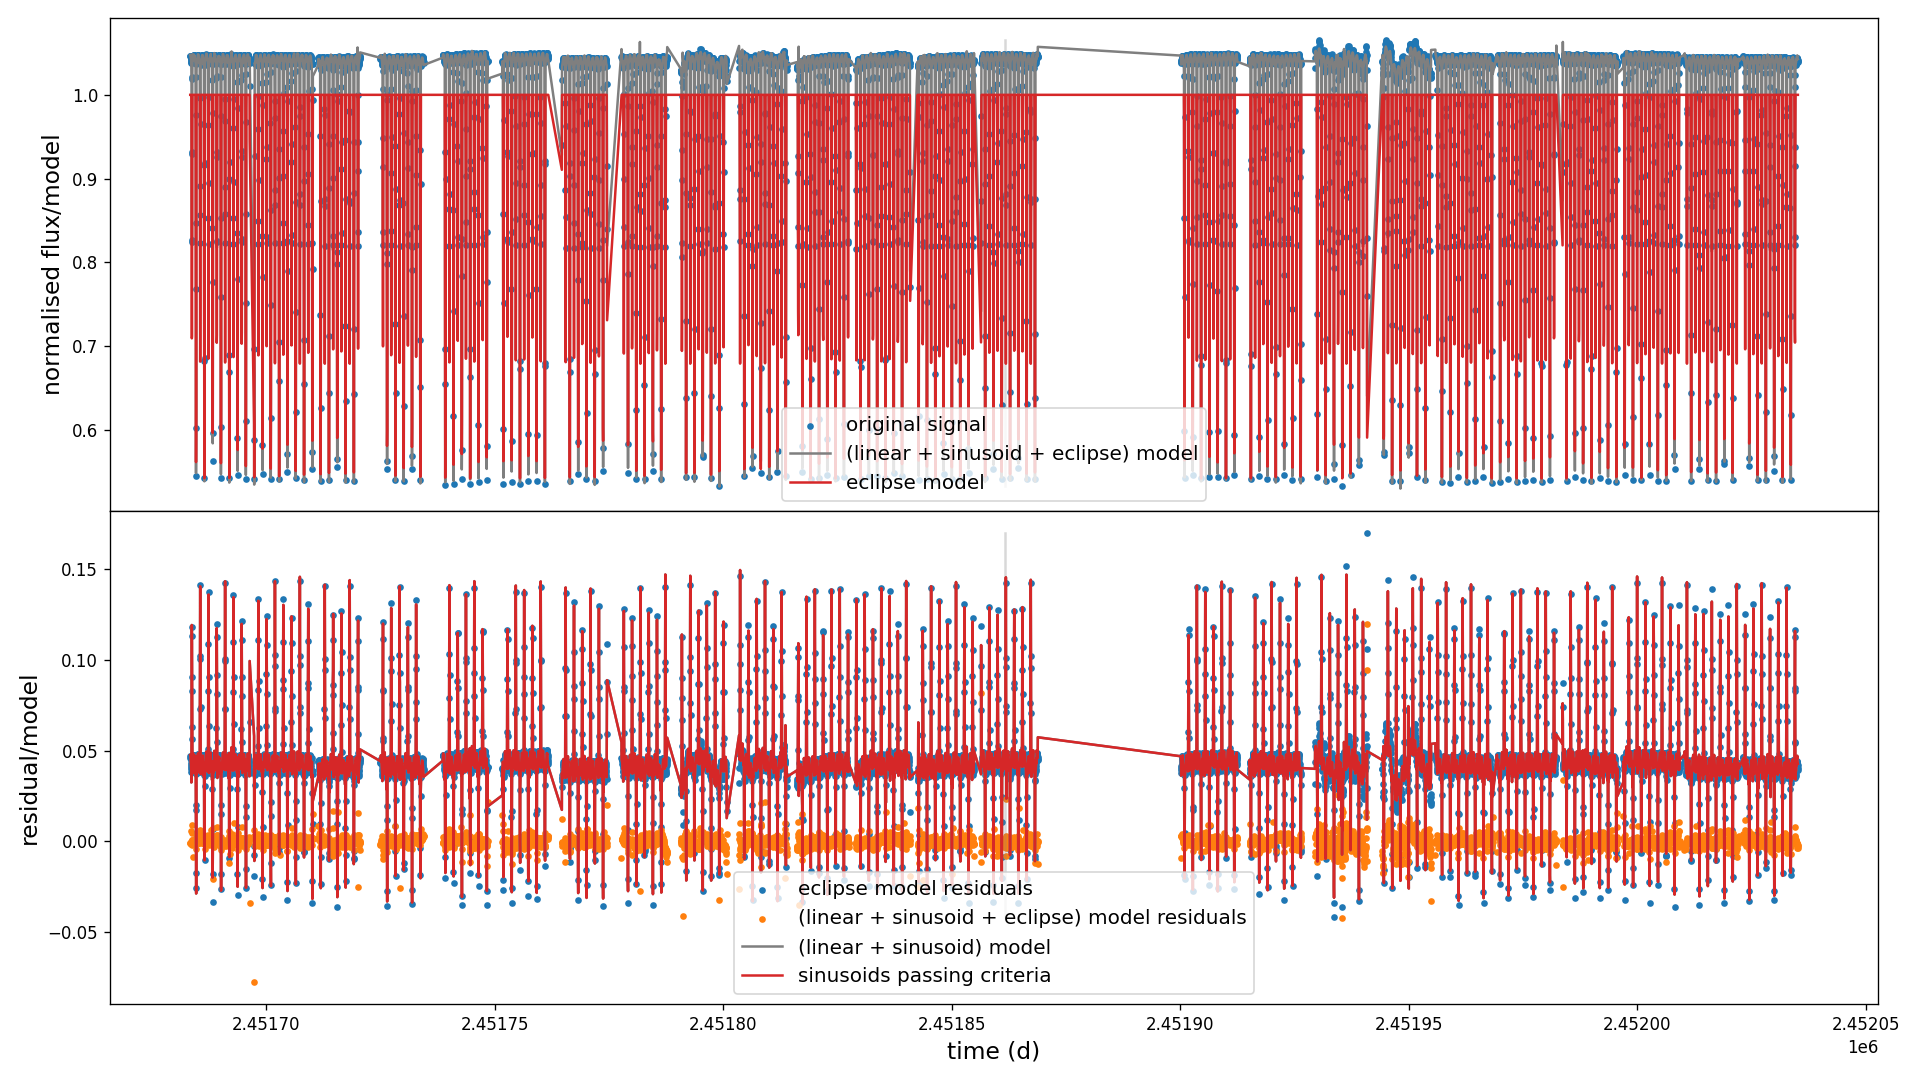 1.0
0.9
0.8
0.7
0.6
normalised flux/model
original signal
(linear + sinusoid + eclipse) model
eclipse model
0.15
0.10
0.05
0.00
−0.05
residual/model
eclipse model residuals
(linear + sinusoid + eclipse) model residuals
(linear + sinusoid) model
sinusoids passing criteria
2.45170 2.45175 2.45180 2.45185 2.45190 2.45195 2.45200 2.45205
1e6
time (d)